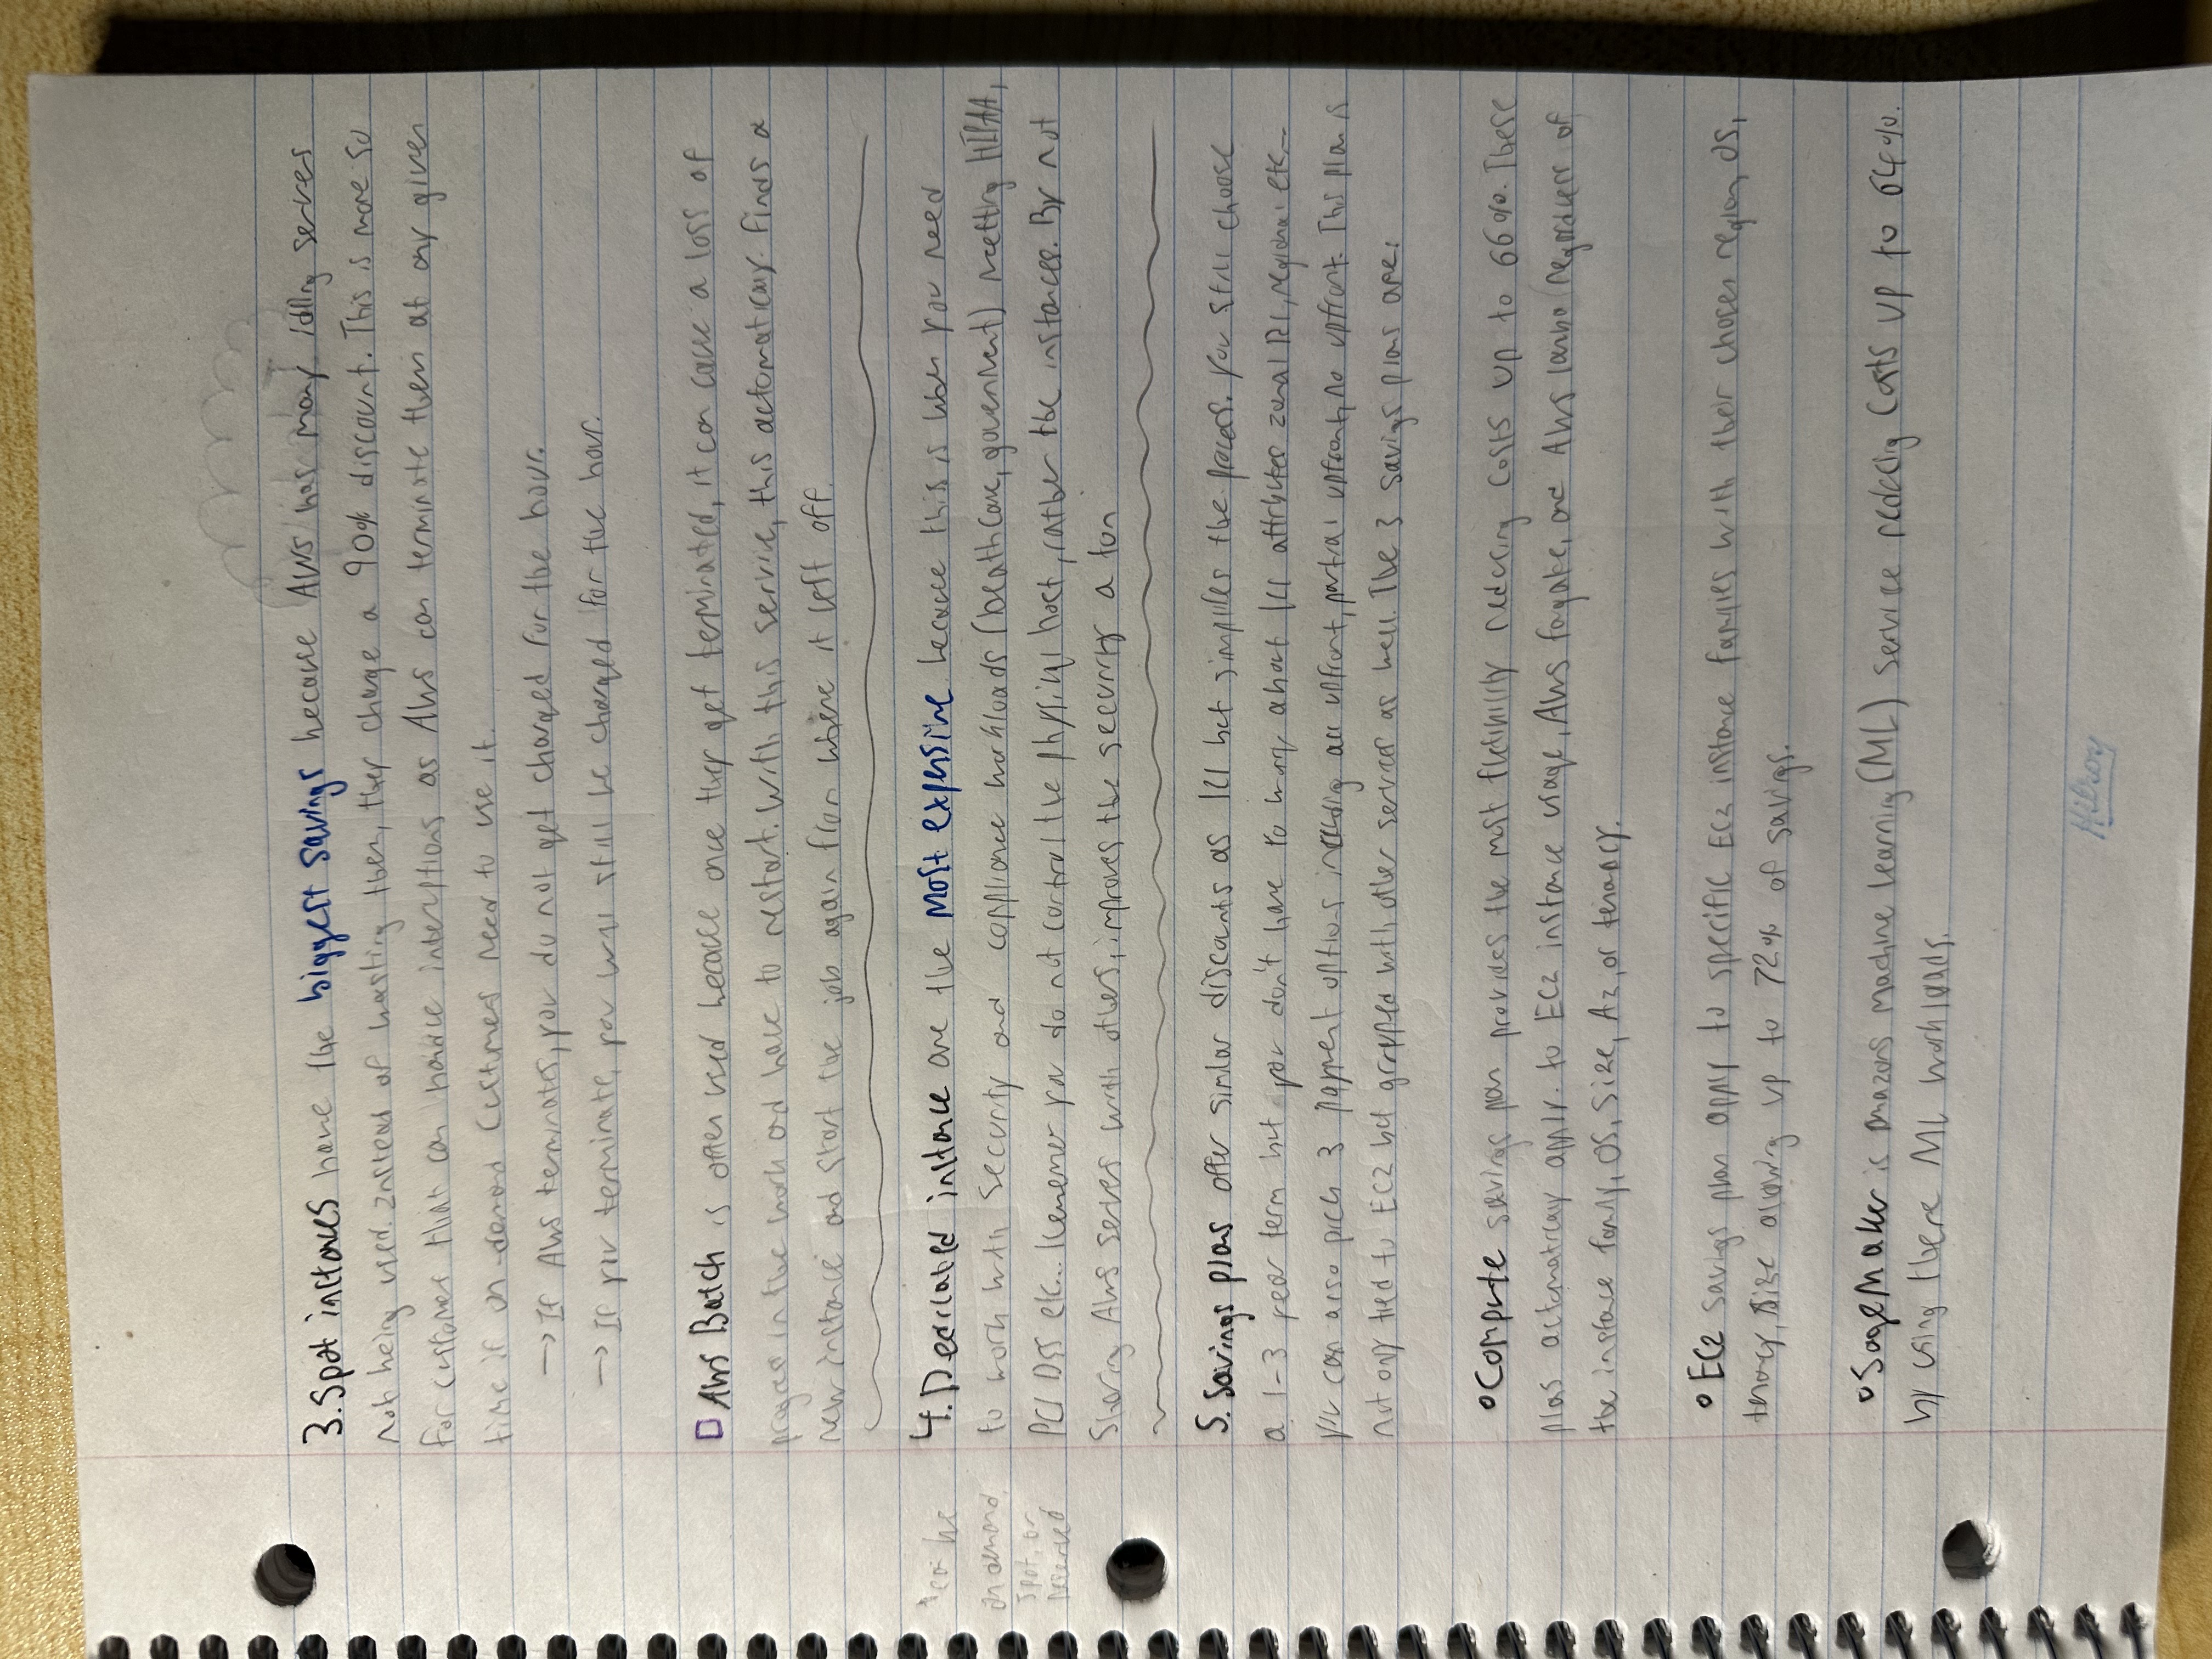 3. Spot instances have the biggest savings because AWS has many idling serves
not being used. Instead of wasting them, they charge a 90% discount. This is more so
for customer that can handle interuptions as AWS can terminate them at any given
time if on-demand customers need to use it.
→ If AWS terminates, you do not get charged for the hour.
→ If you terminate, you will still be charged for the hour.
AWS Batch is often used because once they get terminated, it can cause a loss of
progress in the work and have to restart. With this service, this automatically finds a
new instance and start the job again from where it left off.
4. Dedicated instance are the most expensive because this is when you need
to work with security and compliance workloads (healthcare, government) meeting HIPAA,
PCI DSS etc... Rememer you do not control the physical host, rather the instances. By not
sharing AWS serves with others, improves the security a ton
*can be
on demand,
spot, or
reserved
5. Savings plans offer similar discounts as RI but simplifies the process. You still choose
a 1-3 year term but you don't have to worry about RI attributes zonal RI, regional etc...
you can also pick 3 payment options including all upfront, partial upfront, no upfront. This plan is
not only tied to EC2 but grouped with other services as well. The 3 savings plans are:
• Compute savings plan provides the most flexibility reducing costs up to 66%. These
plans automatically apply to EC2 instance usage, AWS fargate, and AWS lambda regardless of
the instance family, OS, size, AZ, or tenancy.
• EC2 savings plan apply to specific EC2 instance families with their chosen region, OS,
tenancy, size allowing up to 72% of savings.
• SageMaker is Amazons machine learning (ML) service reducing costs up to 64%.
by using there ML workloads.
Hilroy